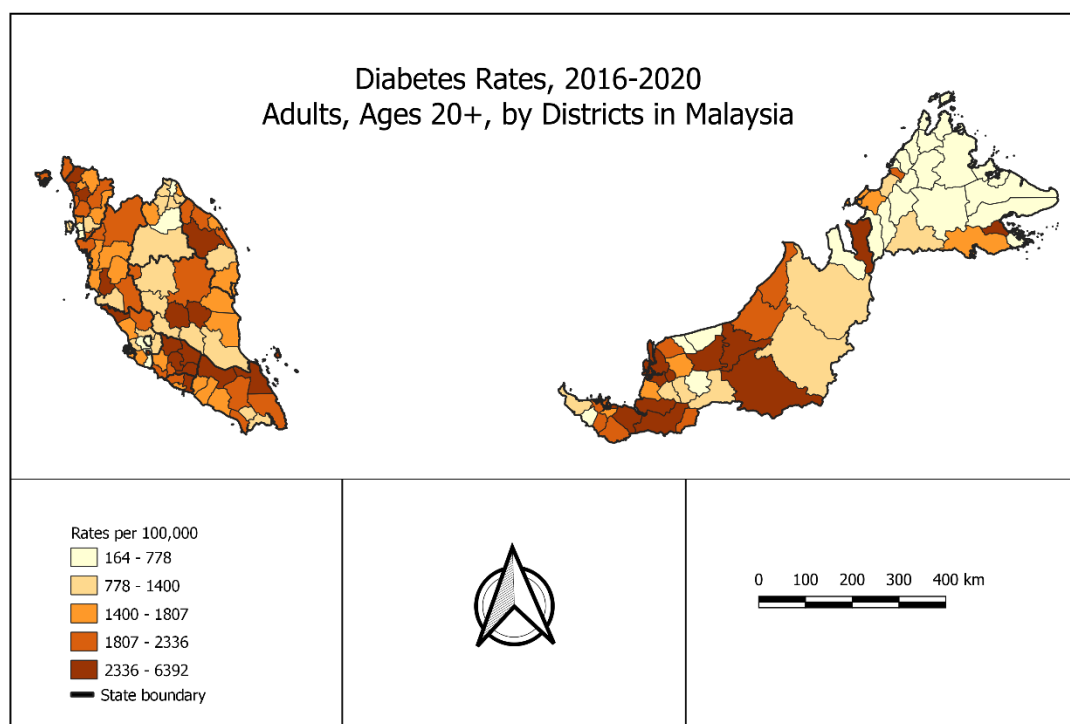 Diabetes Rates, 2016-2020
Adults, Ages 20+, by Districts in Malaysia
Rates per 100,000
164 - 778
778 - 1400
1400 - 1807
1807 - 2336
2336 - 6392
State boundary
0 100 200 300 400 km